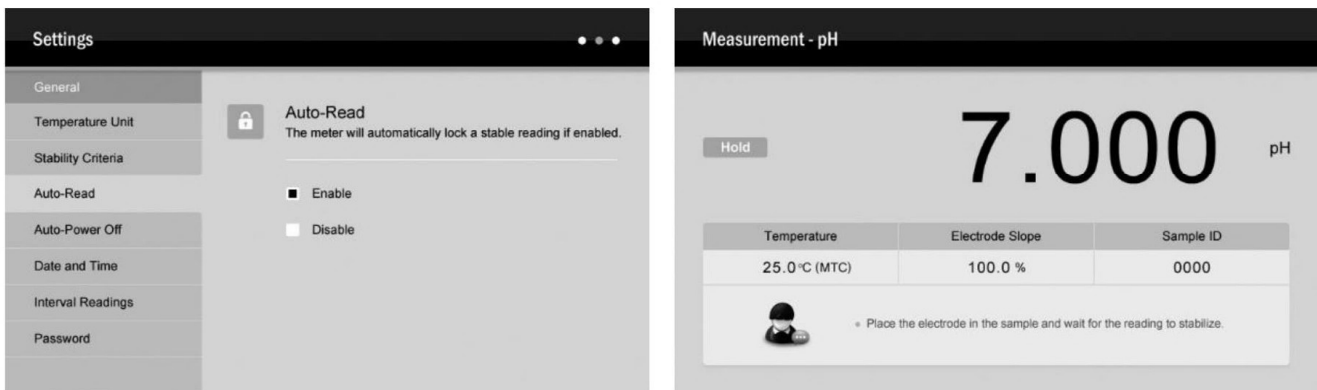 Settings
General
Temperature Unit
Stability Criteria
Auto-Read
Auto-Power Off
Date and Time
Interval Readings
Password
Auto-Read
The meter will automatically lock a stable reading if enabled.
Enable
Disable
Measurement - pH
Hold
7.000 pH
Temperature Electrode Slope Sample ID
25.0°C (MTC) 100.0 % 0000
Place the electrode in the sample and wait for the reading to stabilize.